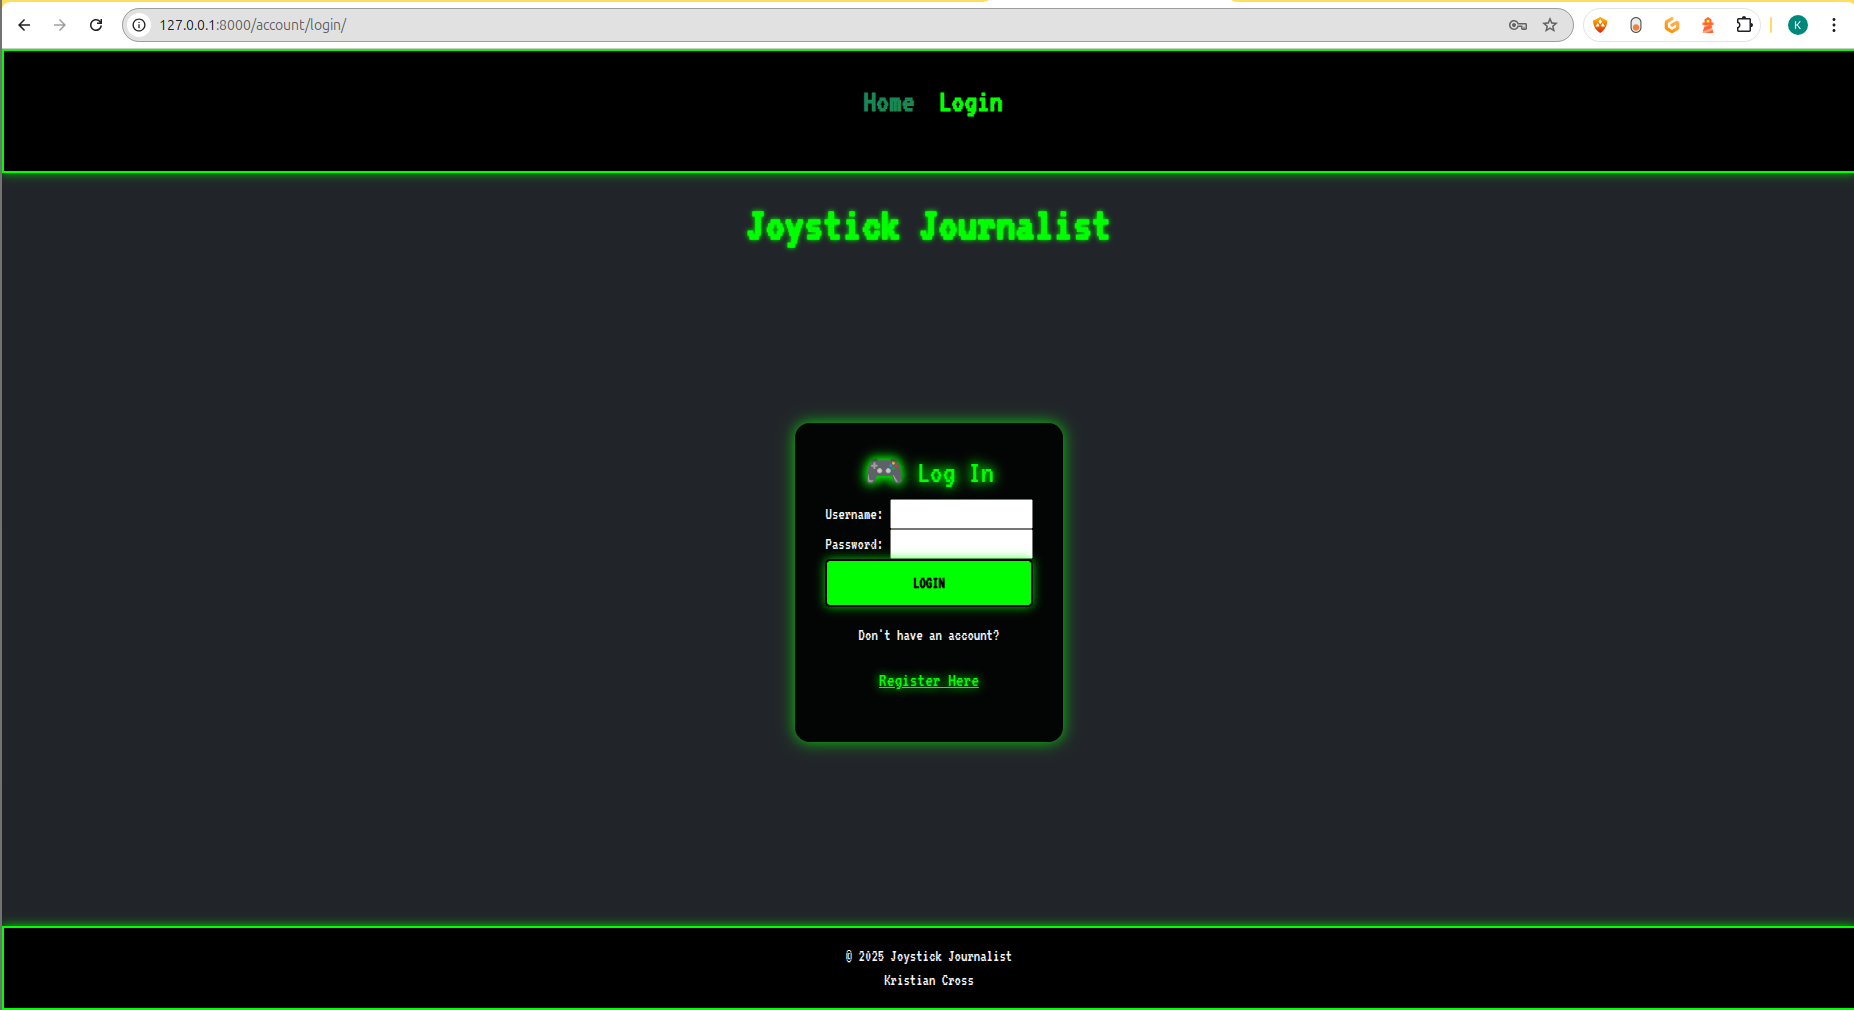 127.0.0.1:8000/account/login/
K
Home Login
Joystick Journalist
🎮 Log In
Username:
Password:
LOGIN
Don't have an account?
Register Here
© 2025 Joystick Journalist
Kristian Cross